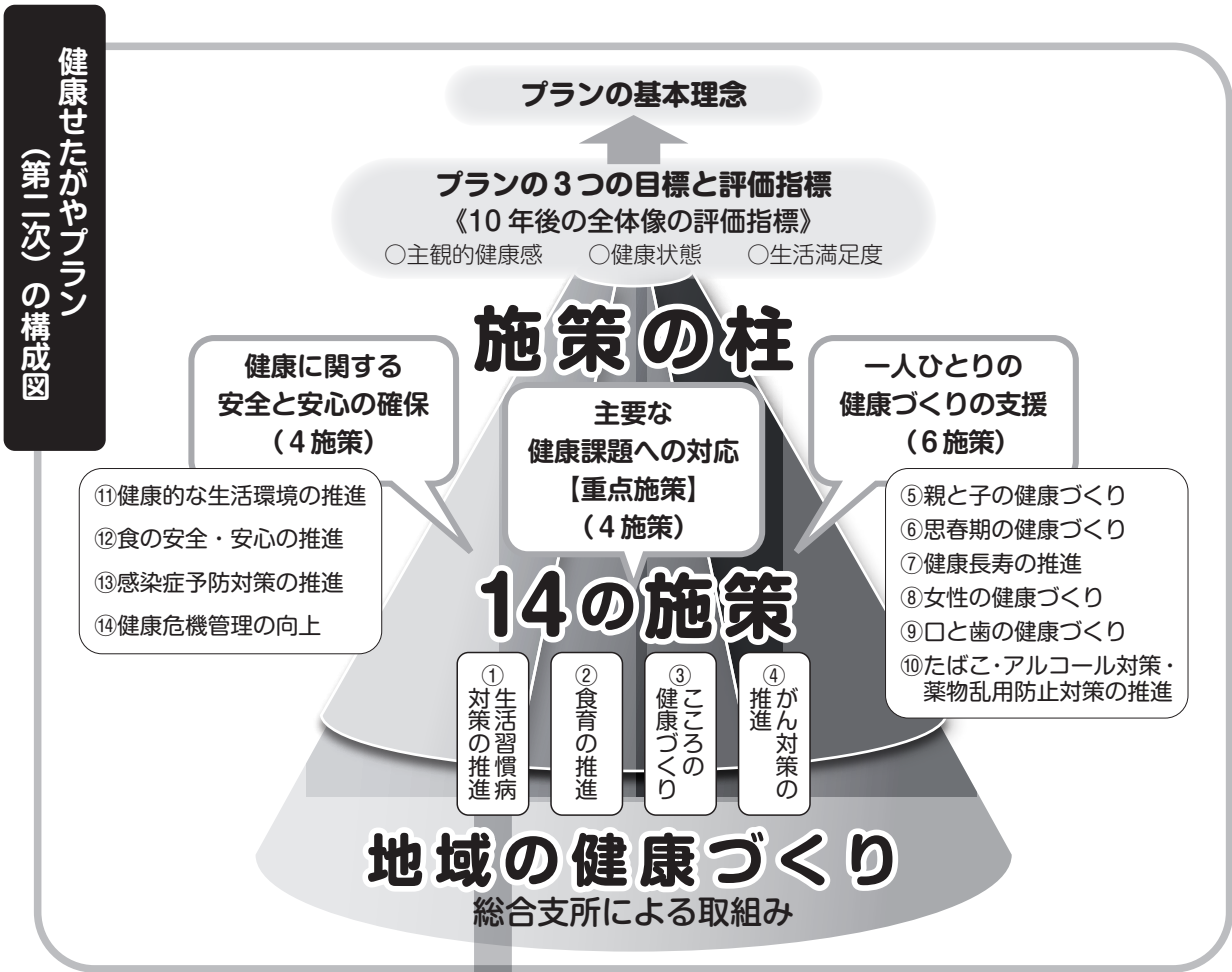 健康せたがやプラン
（第二次）の構成図
プランの基本理念
プランの3つの目標と評価指標
《10年後の全体像の評価指標》
○主観的健康感　○健康状態　○生活満足度
施策の柱
健康に関する
安全と安心の確保
（4施策）
⑪健康的な生活環境の推進
⑫食の安全・安心の推進
⑬感染症予防対策の推進
⑭健康危機管理の向上
主要な
健康課題への対応
【重点施策】
（4施策）
一人ひとりの
健康づくりの支援
（6施策）
⑤親と子の健康づくり
⑥思春期の健康づくり
⑦健康長寿の推進
⑧女性の健康づくり
⑨口と歯の健康づくり
⑩たばこ・アルコール対策・
薬物乱用防止対策の推進
14の施策
①生活習慣病
対策の推進
②食育の推進
③こころの
健康づくり
④がん対策の
推進
地域の健康づくり
総合支所による取組み